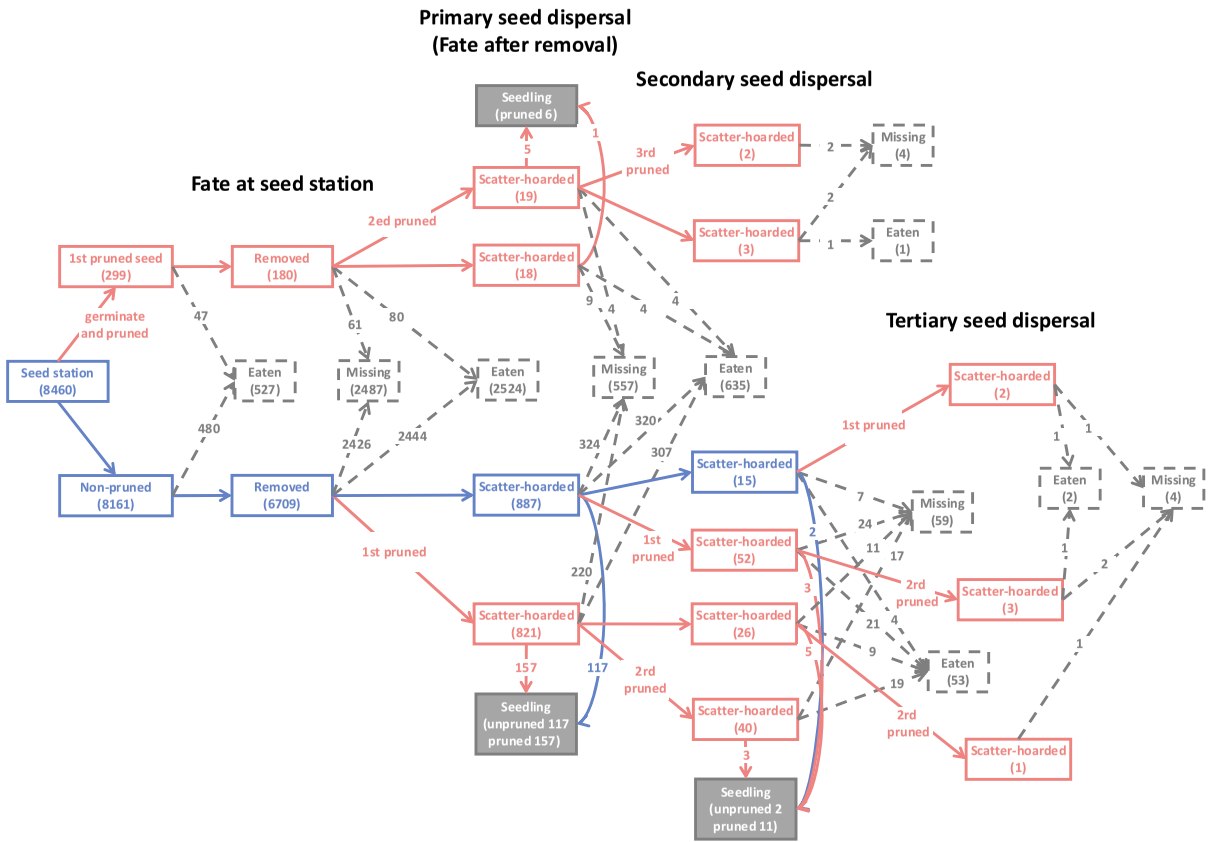 Primary seed dispersal
(Fate after removal)
Secondary seed dispersal
Fate at seed station
Tertiary seed dispersal
Seedling
(pruned 6)
1
5
Scatter-hoarded
(19)
2ed pruned
3rd
pruned
Scatter-hoarded
(2)
2
Missing
(4)
2
Scatter-hoarded
(3)
1
Eaten
(1)
1st pruned seed
(299)
Removed
(180)
Scatter-hoarded
(18)
germinate
and pruned
47
61
80
9
4
4
4
Seed station
(8460)
Eaten
(527)
Missing
(2487)
Eaten
(2524)
Missing
(557)
Eaten
(635)
480
2426
2444
324
320
307
Non-pruned
(8161)
Removed
(6709)
Scatter-hoarded
(887)
Scatter-hoarded
(15)
1st pruned
Scatter-hoarded
(2)
1
1
Eaten
(2)
Missing
(4)
7
24
11
17
Missing
(59)
2
1st pruned
1st
pruned
Scatter-hoarded
(52)
3
2rd
pruned
Scatter-hoarded
(3)
1
2
220
Scatter-hoarded
(821)
Scatter-hoarded
(26)
5
21
4
9
19
Eaten
(53)
1
157
117
2rd
pruned
Scatter-hoarded
(40)
2rd
pruned
Scatter-hoarded
(1)
Seedling
(unpruned 117
pruned 157)
3
Seedling
(unpruned 2
pruned 11)